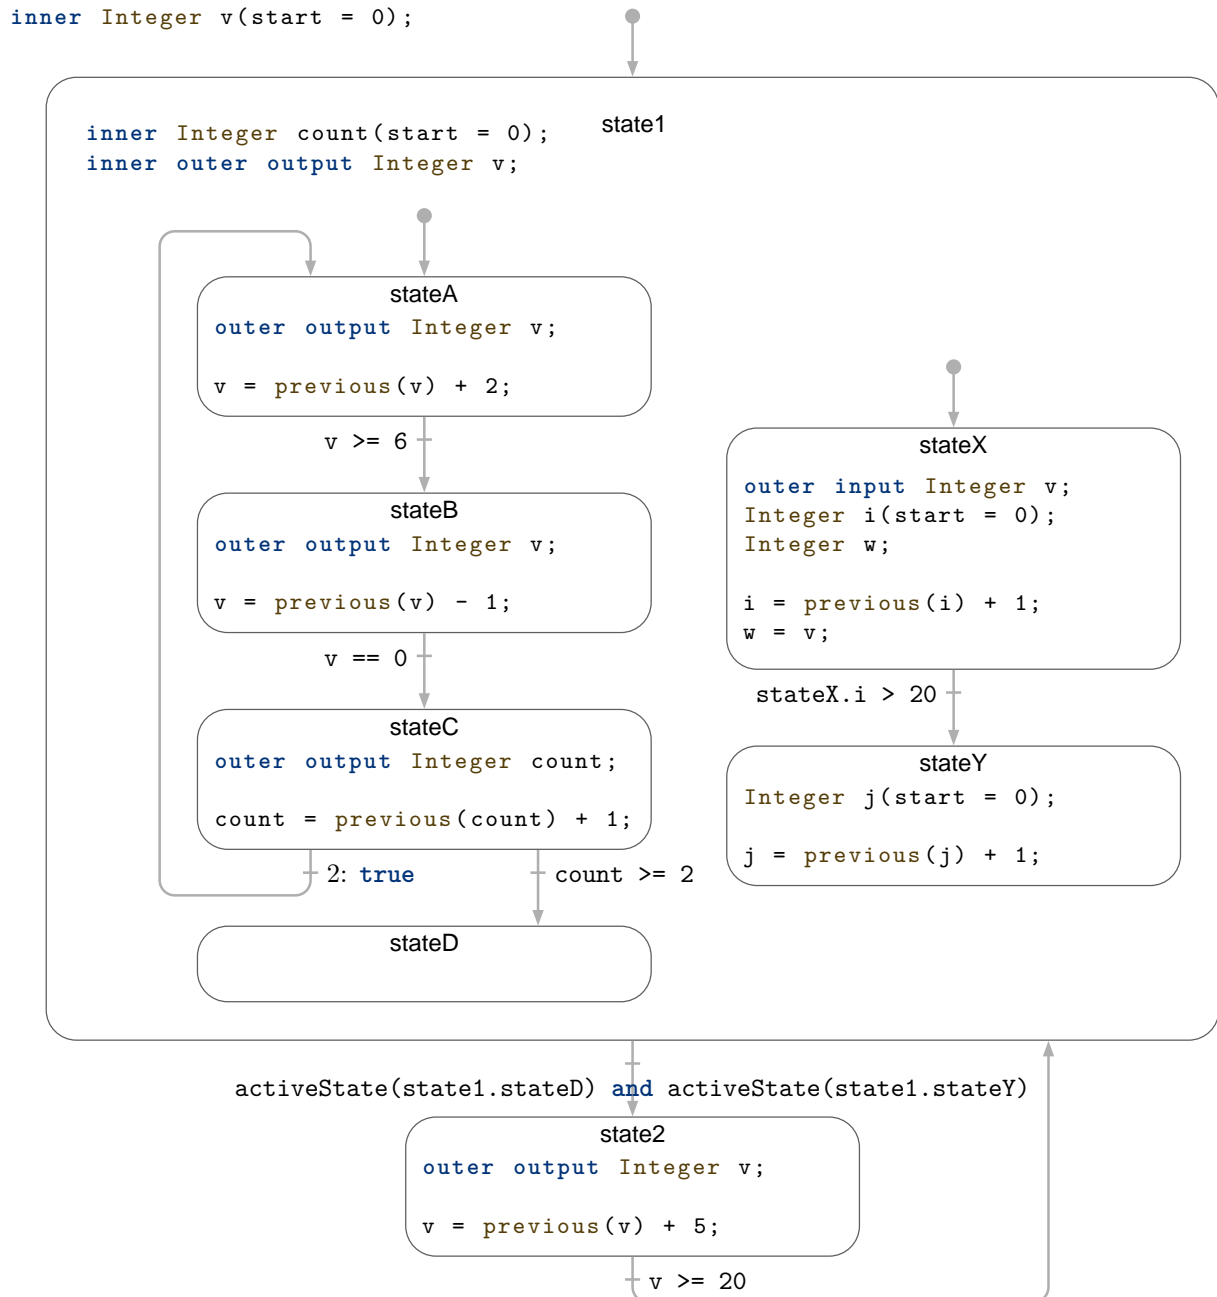 inner Integer v(start = 0);
state1
inner Integer count(start = 0);
inner outer output Integer v;
stateA
outer output Integer v;
v = previous(v) + 2;
v >= 6
stateB
outer output Integer v;
v = previous(v) - 1;
v == 0
stateC
outer output Integer count;
count = previous(count) + 1;
2: true
count >= 2
stateD
stateX
outer input Integer v;
Integer i(start = 0);
Integer w;
i = previous(i) + 1;
w = v;
stateX.i > 20
stateY
Integer j(start = 0);
j = previous(j) + 1;
activeState(state1.stateD) and activeState(state1.stateY)
state2
outer output Integer v;
v = previous(v) + 5;
v >= 20